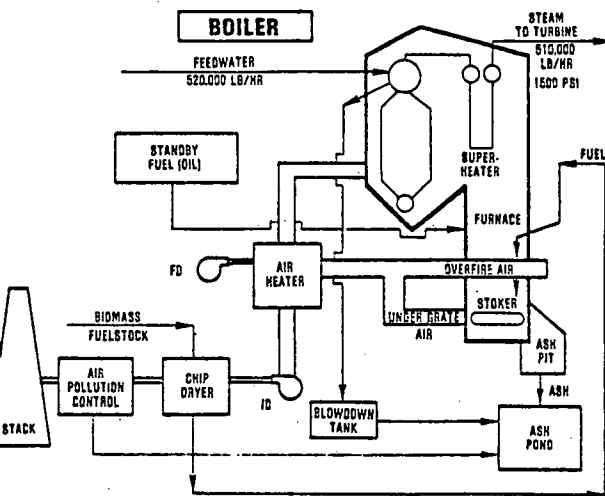 BOILER
STEAM
TO TURBINE
510,000
LB/HR
1500 PSI
FEEDWATER
520,000 LB/HR
STANDBY
FUEL (OIL)
SUPER-
HEATER
FUEL
FURNACE
FD
AIR
HEATER
OVERFIRE AIR
STOKER
UNDER GRATE
AIR
BIOMASS
FUELSTOCK
ASH
PIT
AIR
POLLUTION
CONTROL
CHIP
DRYER
ID
ASH
BLOWDOWN
TANK
STACK
ASH
POND